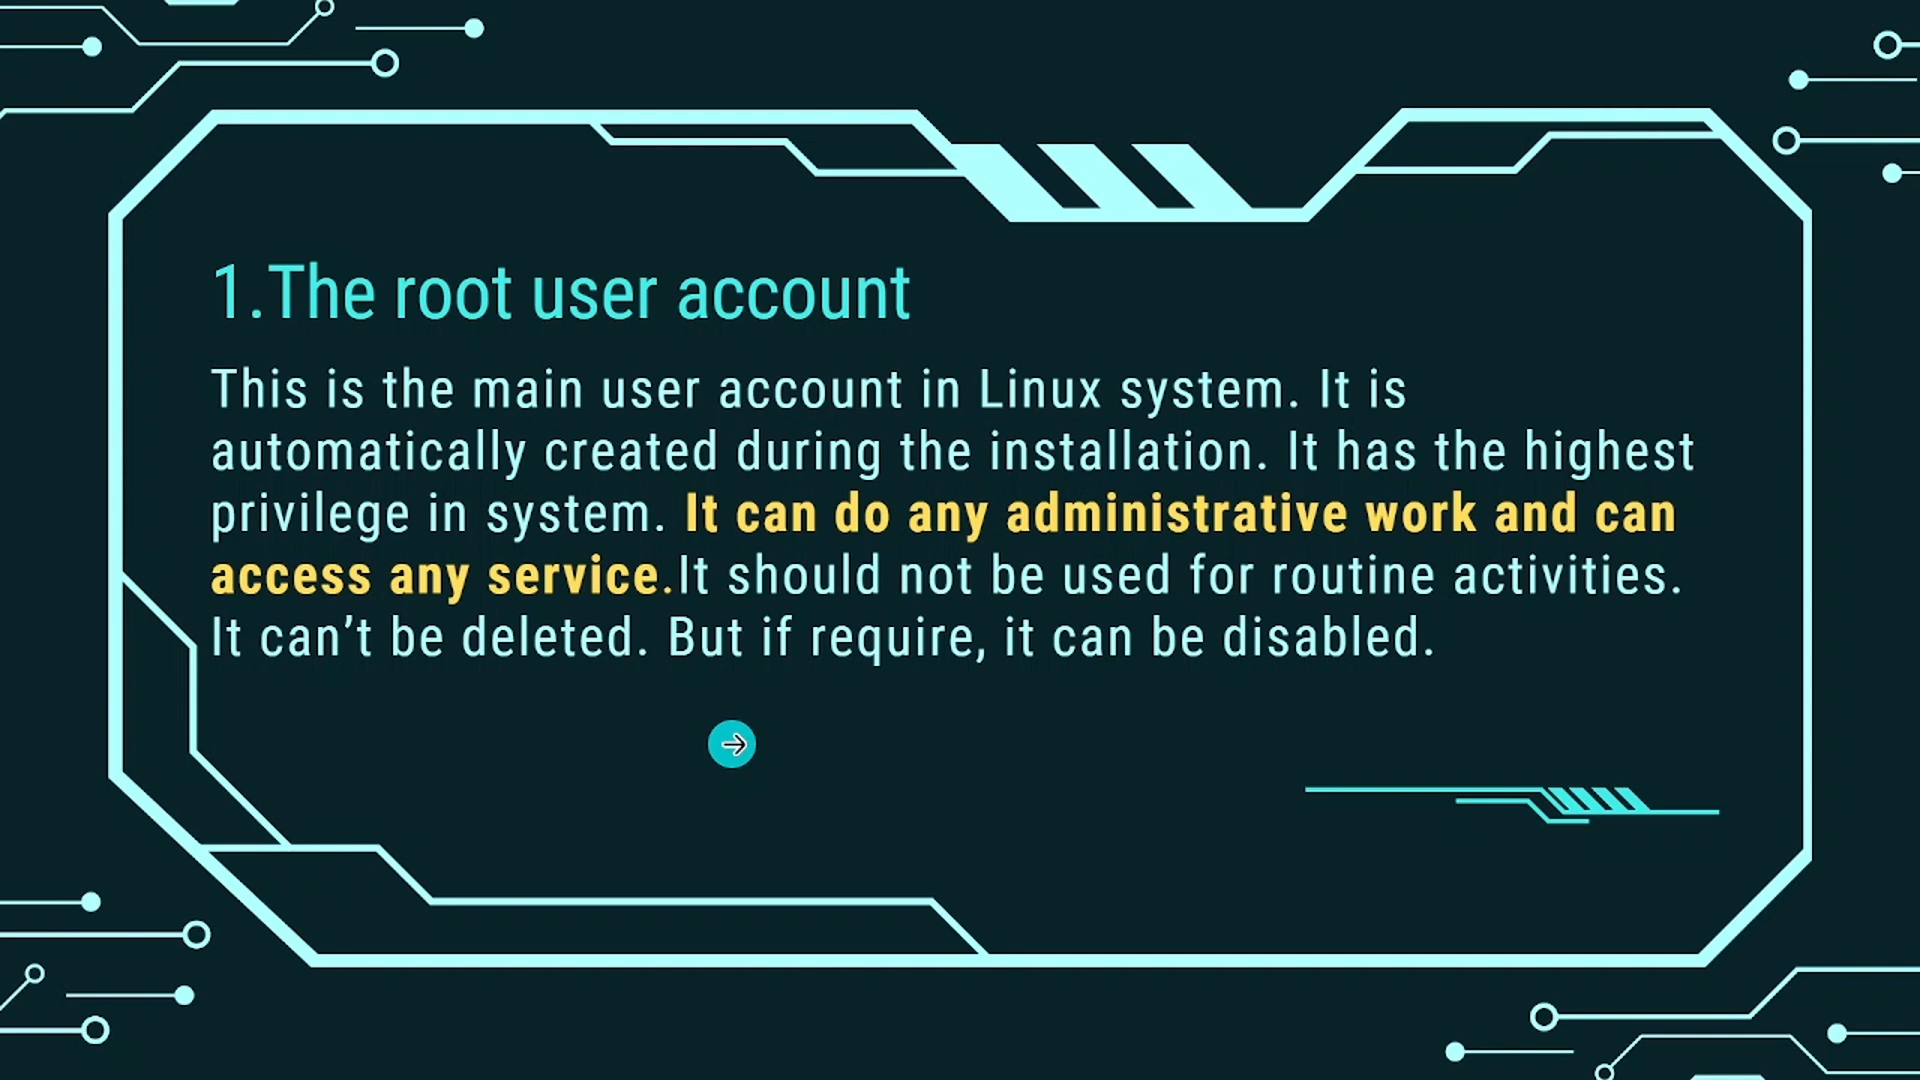 1.The root user account
This is the main user account in Linux system. It is
automatically created during the installation. It has the highest
privilege in system. It can do any administrative work and can
access any service.It should not be used for routine activities.
It can’t be deleted. But if require, it can be disabled.